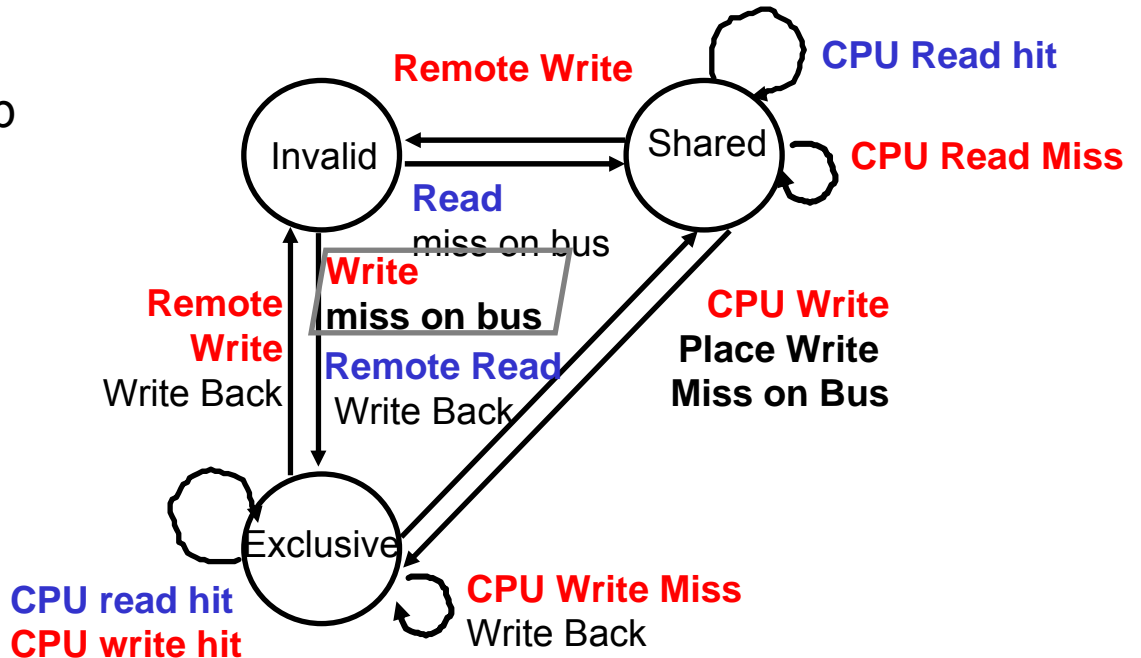 p
Remote Write
CPU Read hit
Invalid
Shared
CPU Read Miss
Read
miss on bus
Write
miss on bus
Remote
Write
Write Back
Remote Read
Write Back
CPU Write
Place Write
Miss on Bus
Exclusive
CPU read hit
CPU write hit
CPU Write Miss
Write Back